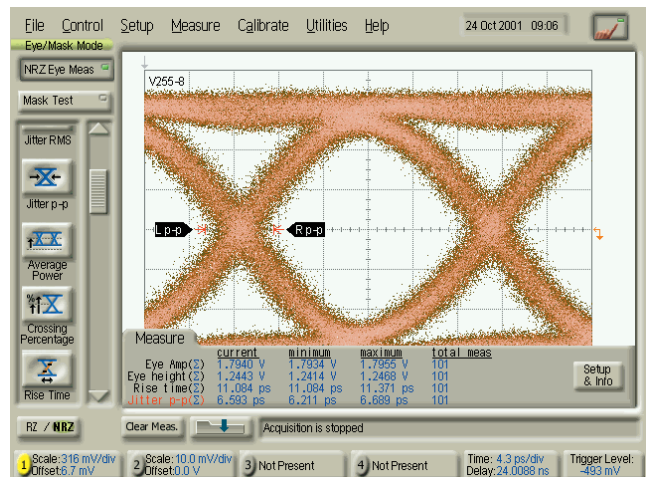 File Control Setup Measure Calibrate Utilities Help 24 Oct 2001 09:06
Eye/Mask Mode
NRZ Eye Meas
Mask Test
Jitter RMS
Jitter p-p
Average
Power
Crossing
Percentage
Rise Time
V255-8
L p-p R p-p
Measure
current minimum maximum total meas
Eye Amp(Σ) 1.7940 V 1.7934 V 1.7955 V 101
Eye height(Σ) 1.2443 V 1.2414 V 1.2468 V 101
Rise time(Σ) 11.084 ps 11.084 ps 11.371 ps 101
Jitter p-p(Σ) 6.593 ps 6.211 ps 6.689 ps 101
Setup
& Info
RZ / NRZ Clear Meas. Acquisition is stopped
1 Scale:316 mV/div
Offset:6.7 mV
2 Scale:10.0 mV/div
Offset:0.0 V
3 Not Present
4 Not Present
Time: 4.3 ps/div
Delay:24.0088 ns
Trigger Level:
-493 mV